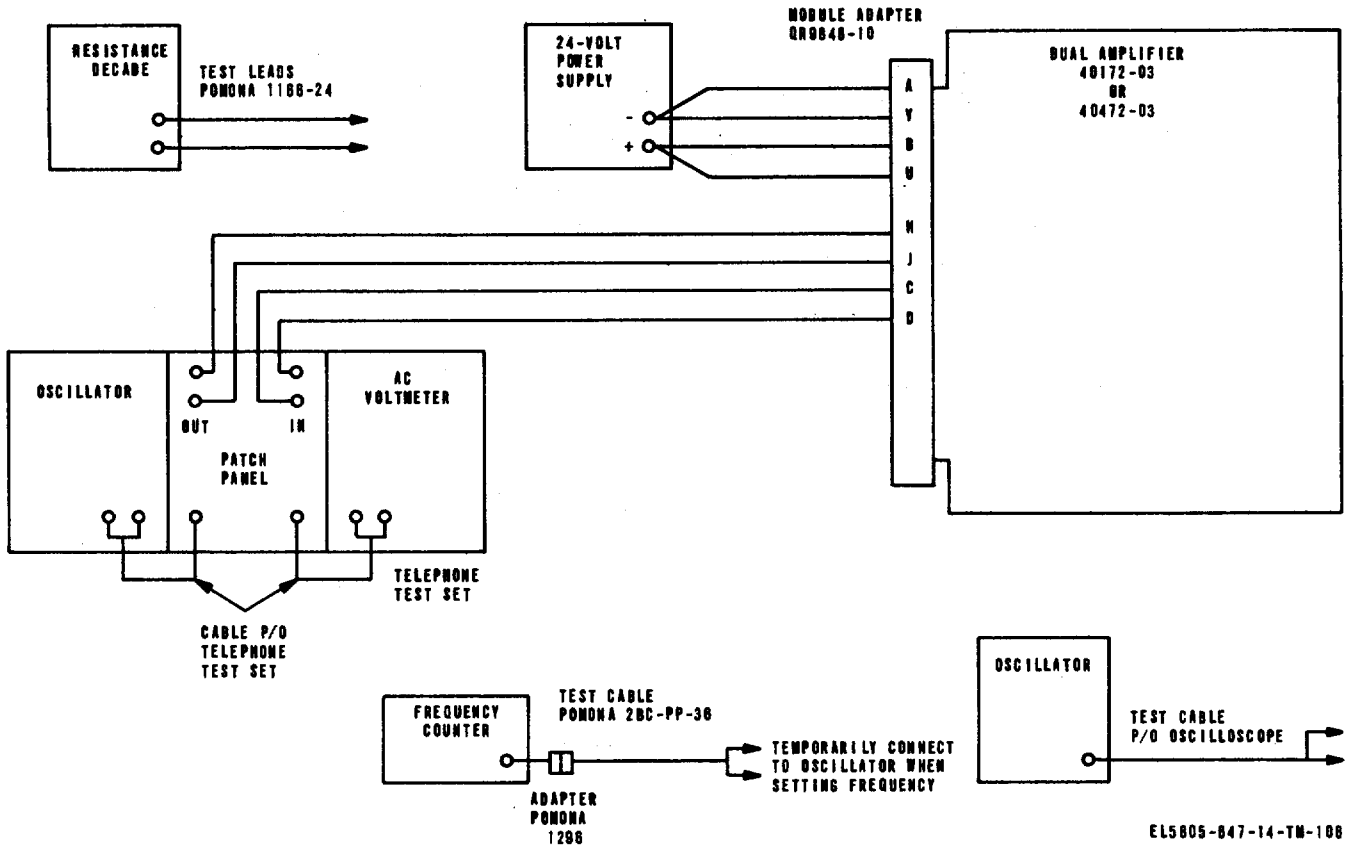 RESISTANCE
DECADE
TEST LEADS
POMONA 1166-24
24-VOLT
POWER
SUPPLY
-
+
MODULE ADAPTER
QR9848-10
A
Y
B
U
H
J
C
D
DUAL AMPLIFIER
40172-03
OR
40472-03
OSCILLATOR
OUT
IN
PATCH
PANEL
AC
VOLTMETER
TELEPHONE
TEST SET
CABLE P/O
TELEPHONE
TEST SET
FREQUENCY
COUNTER
ADAPTER
POMONA
1296
TEST CABLE
POMONA 2BC-PP-36
TEMPORARILY CONNECT
TO OSCILLATOR WHEN
SETTING FREQUENCY
OSCILLATOR
TEST CABLE
P/O OSCILLOSCOPE
EL5805-647-14-TM-106